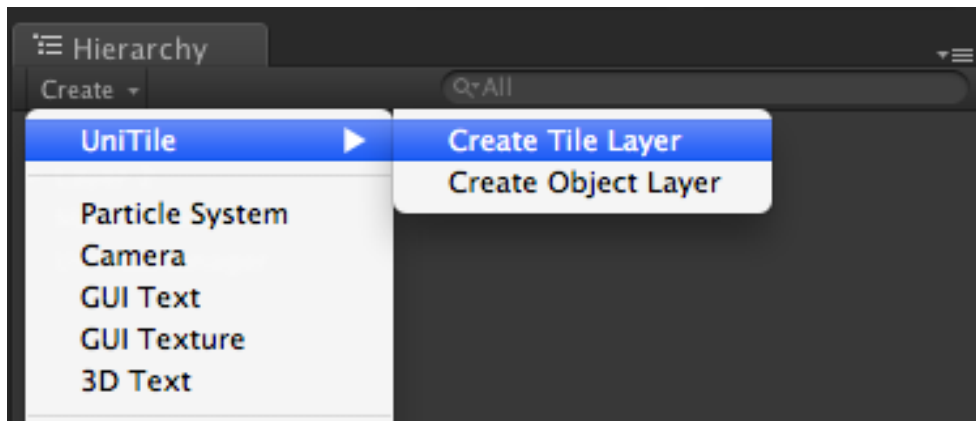 Hierarchy
Create
All
UniTile
Create Tile Layer
Create Object Layer
Particle System
Camera
GUI Text
GUI Texture
3D Text